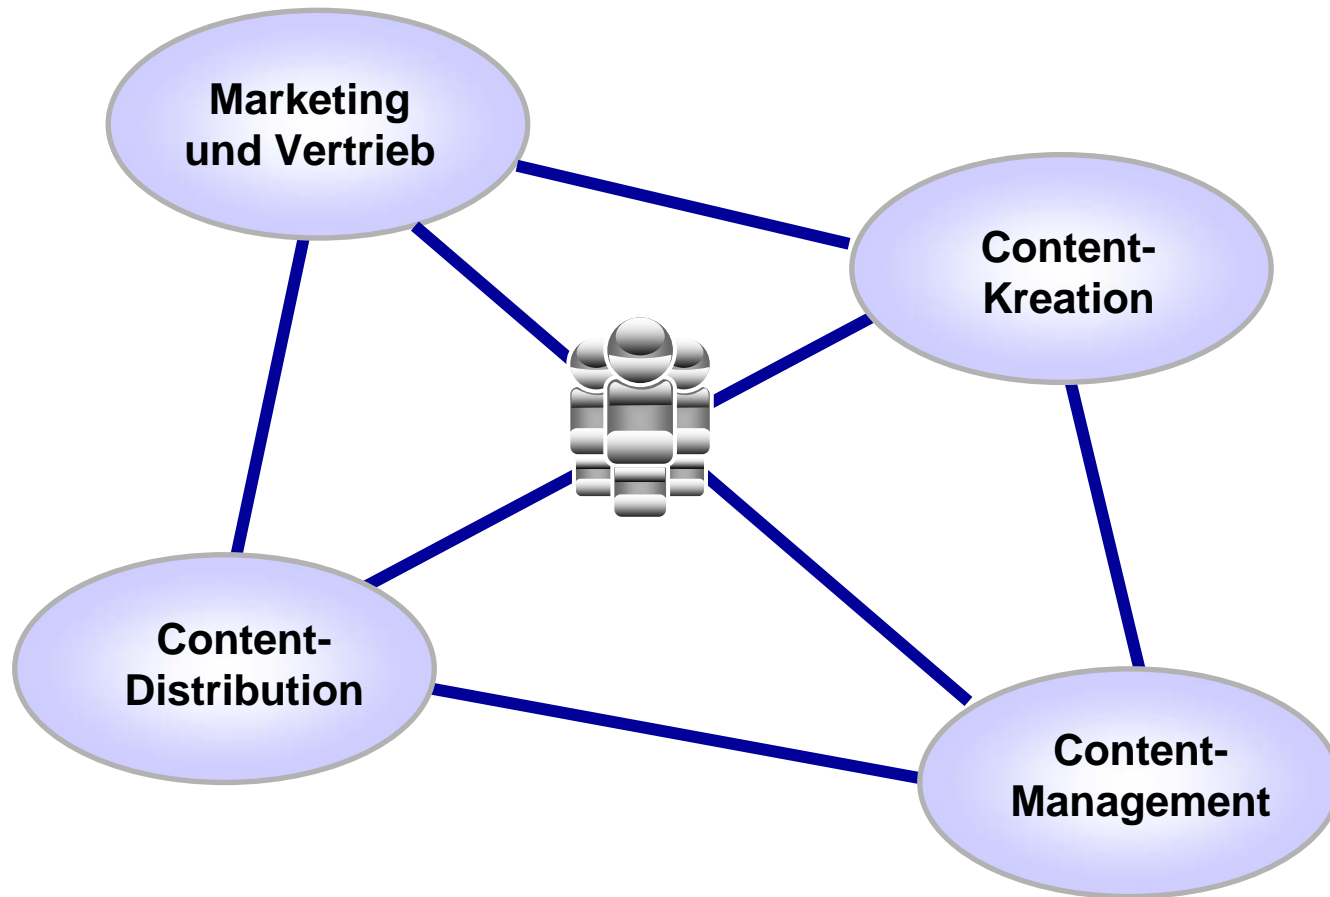 Marketing
und Vertrieb
Content-
Kreation
Content-
Distribution
Content-
Management